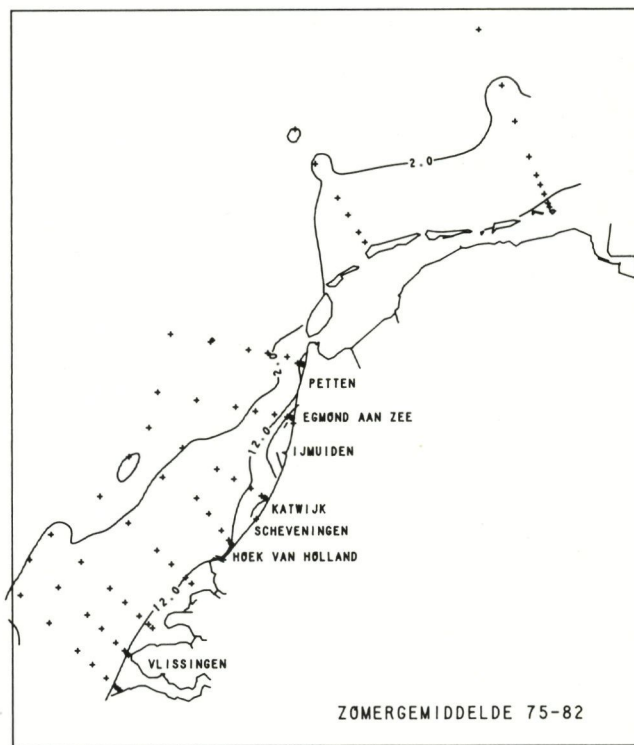 2.0
2.0
PETTEN
EGMOND AAN ZEE
12.0
IJMUIDEN
KATWIJK
SCHEVENINGEN
HOEK VAN HOLLAND
12.0
VLISSINGEN
ZOMERGEMIDDELDE 75-82